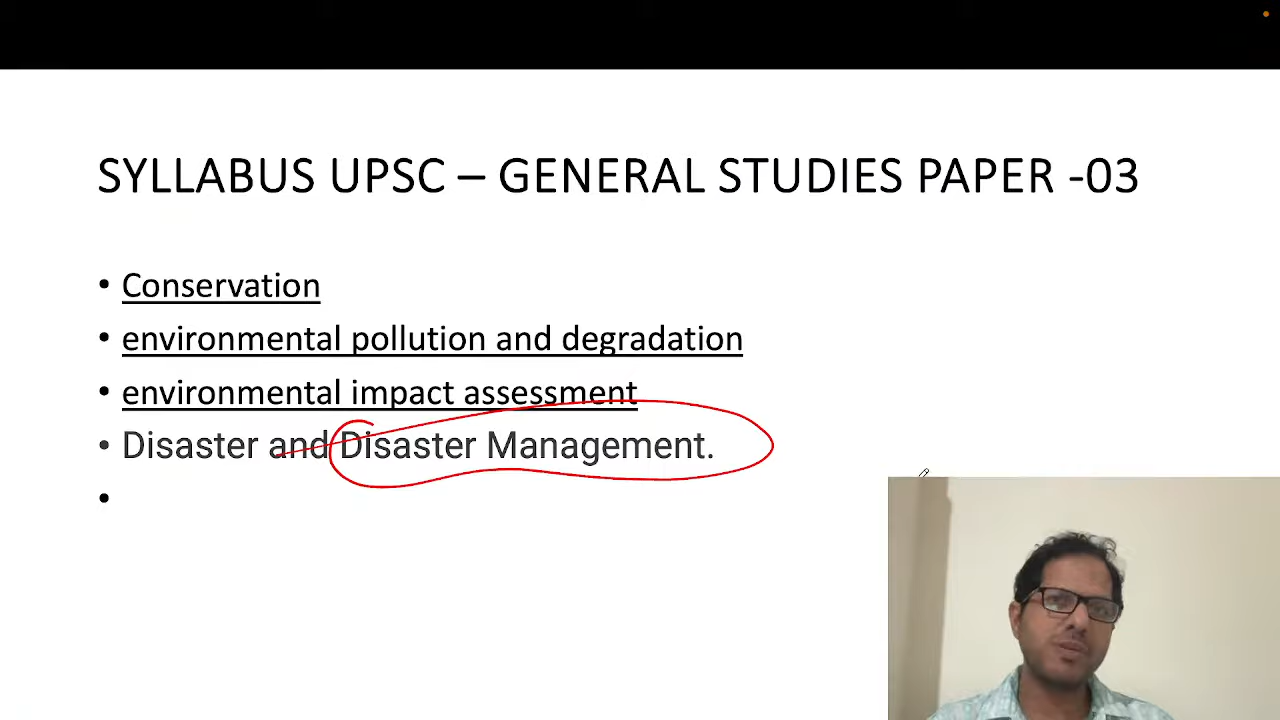 SYLLABUS UPSC – GENERAL STUDIES PAPER -03
• Conservation
• environmental pollution and degradation
• environmental impact assessment
• Disaster and Disaster Management.
•